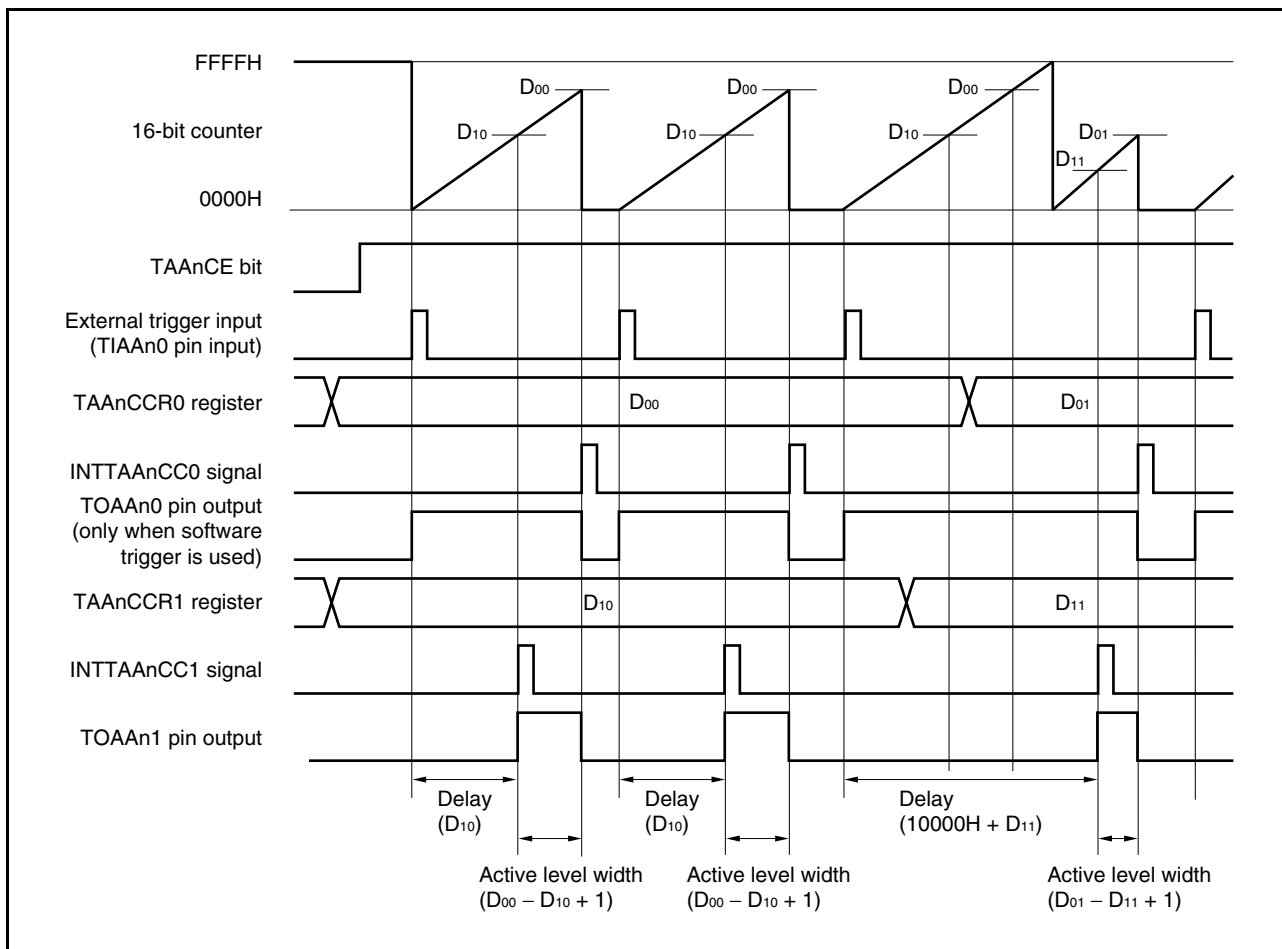 FFFFH
D00
D00
D00
16-bit counter
D10
D10
D10
D01
D11
0000H
TAAnCE bit
External trigger input
(TIAAn0 pin input)
TAAnCCR0 register
D00
D01
INTTAAnCC0 signal
TOAAn0 pin output
(only when software
trigger is used)
TAAnCCR1 register
D10
D11
INTTAAnCC1 signal
TOAAn1 pin output
Delay
(D10)
Delay
(D10)
Delay
(10000H + D11)
Active level width
(D00 − D10 + 1)
Active level width
(D00 − D10 + 1)
Active level width
(D01 − D11 + 1)